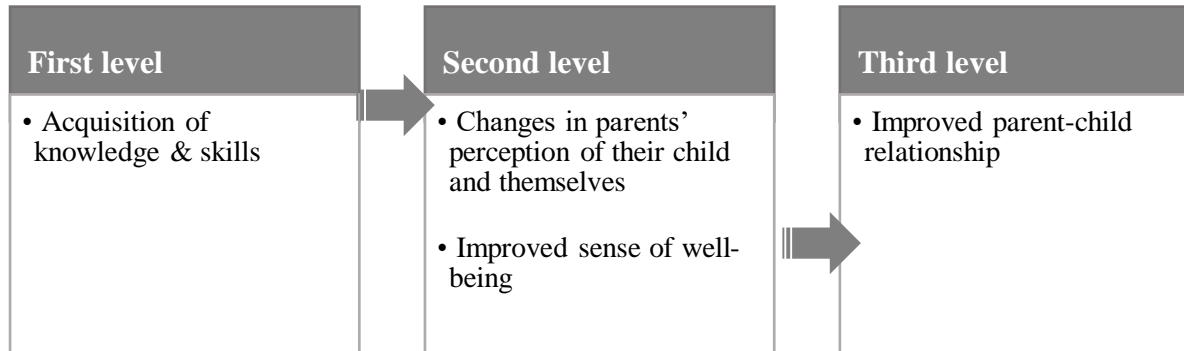 First level
• Acquisition of
knowledge & skills
Second level
• Changes in parents’
perception of their child
and themselves
• Improved sense of well-
being
Third level
• Improved parent-child
relationship